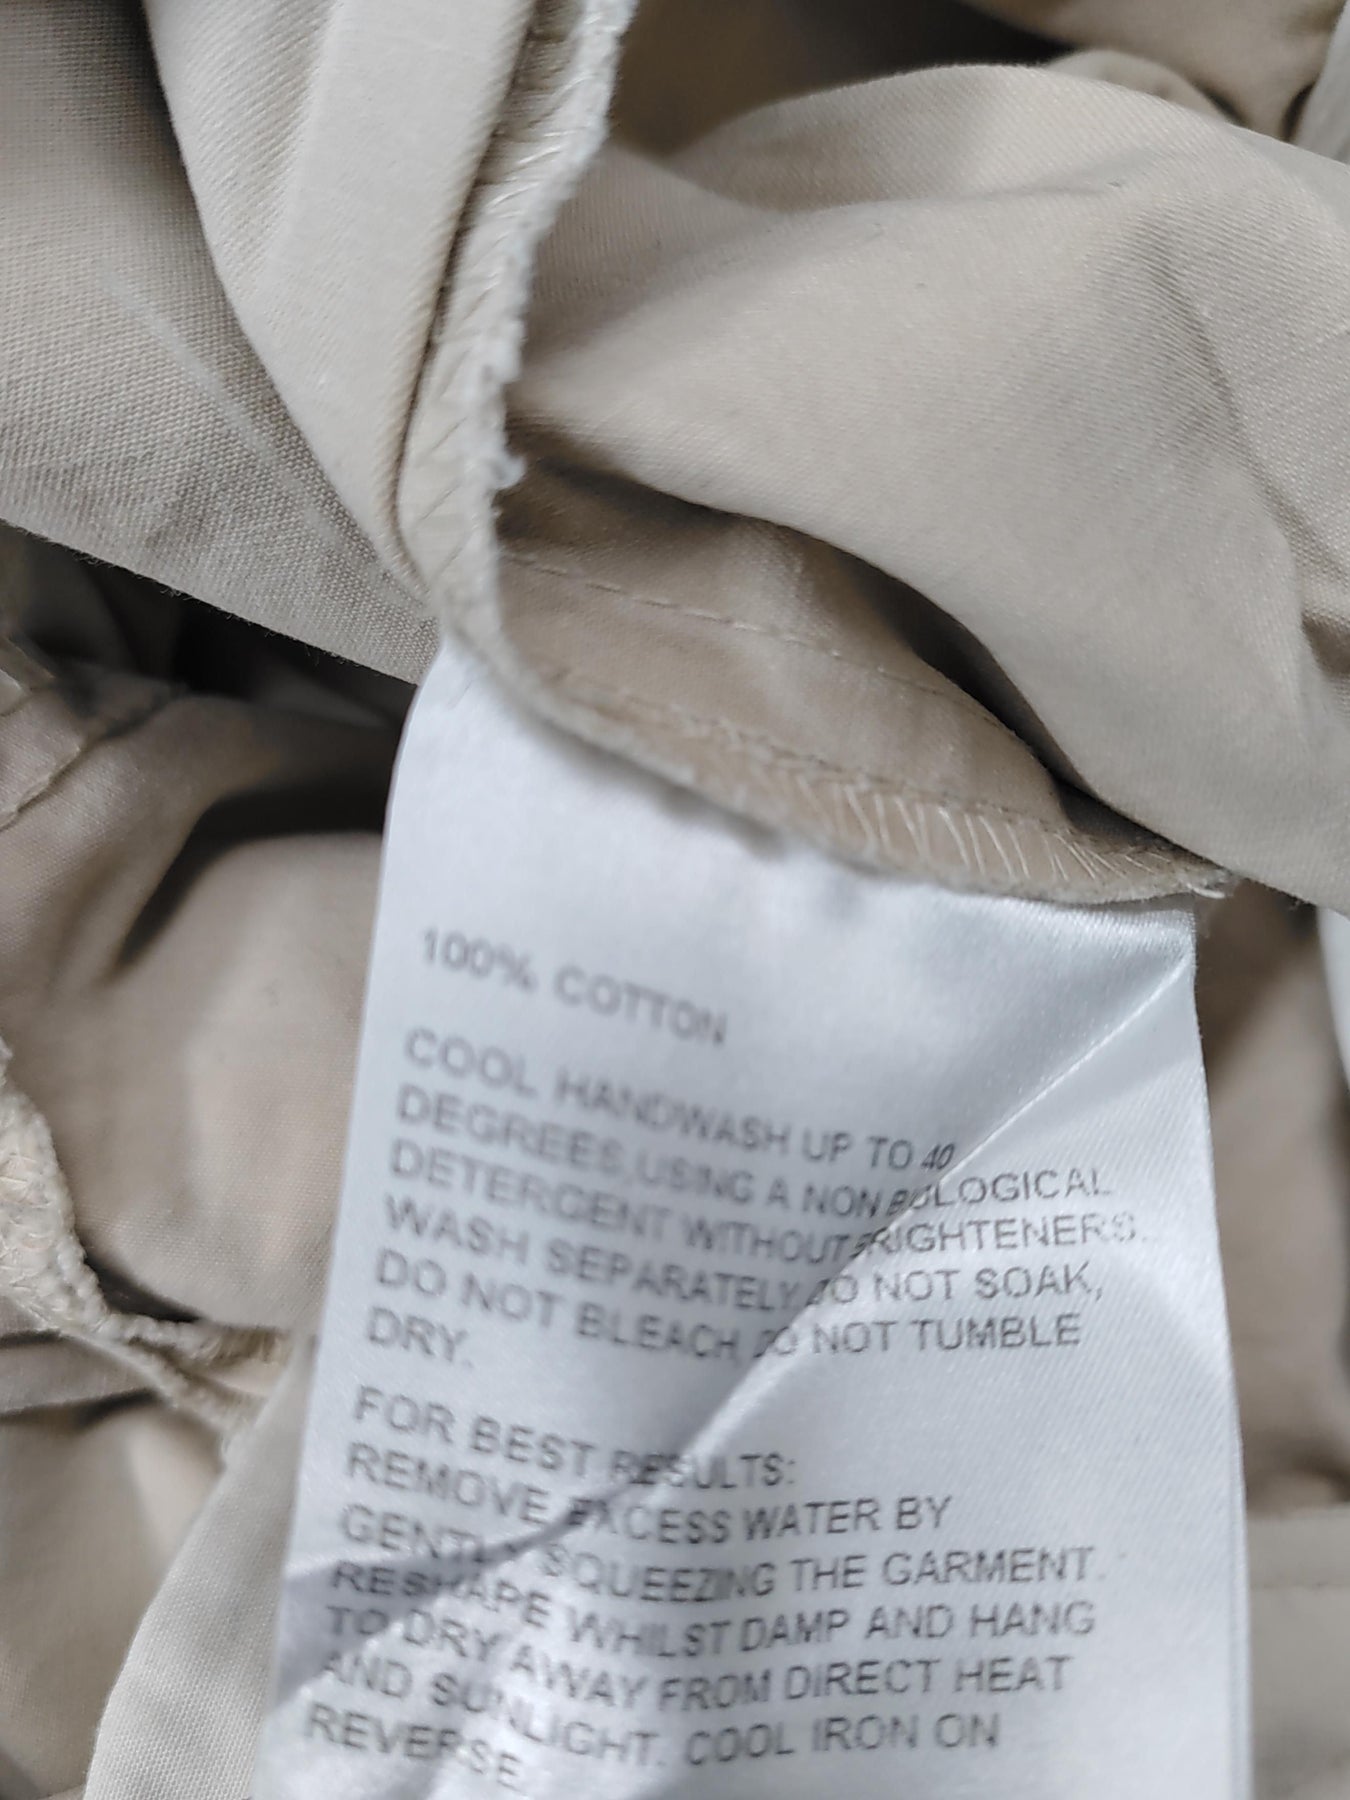 100% COTTON
COOL HANDWASH UP TO 40
DEGREES,USING A NON BIOLOGICAL
DETERGENT WITHOUT BRIGHTENERS.
WASH SEPARATELY,DO NOT SOAK,
DO NOT BLEACH,DO NOT TUMBLE
DRY.
FOR BEST RESULTS:
REMOVE EXCESS WATER BY
GENTLY SQUEEZING THE GARMENT.
RESHAPE WHILST DAMP AND HANG
TO DRY AWAY FROM DIRECT HEAT
AND SUNLIGHT. COOL IRON ON
REVERSE.